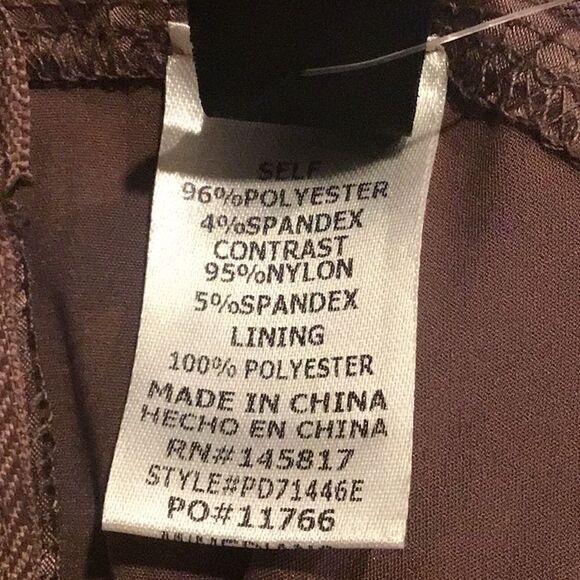 SELF
96%POLYESTER
4%SPANDEX
CONTRAST
95%NYLON
5%SPANDEX
LINING
100% POLYESTER
MADE IN CHINA
HECHO EN CHINA
RN#145817
STYLE#PD71446E
PO#11766